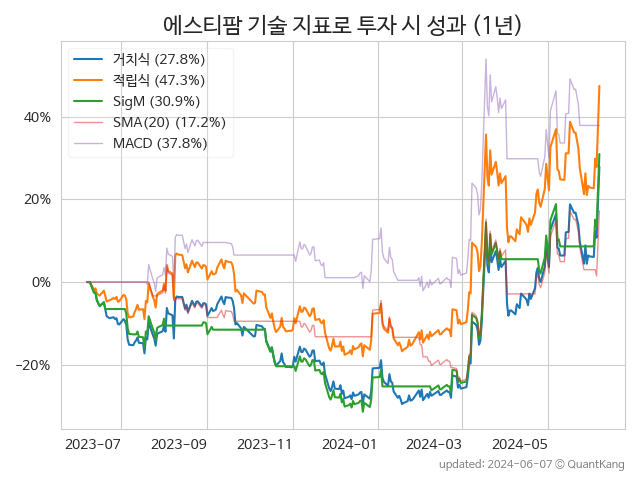 에스티팜 기술 지표로 투자 시 성과 (1년)
거치식 (27.8%)
적립식 (47.3%)
SigM (30.9%)
SMA(20) (17.2%)
MACD (37.8%)
40%
20%
0%
−20%
2023-07 2023-09 2023-11 2024-01 2024-03 2024-05
updated: 2024-06-07 © QuantKang